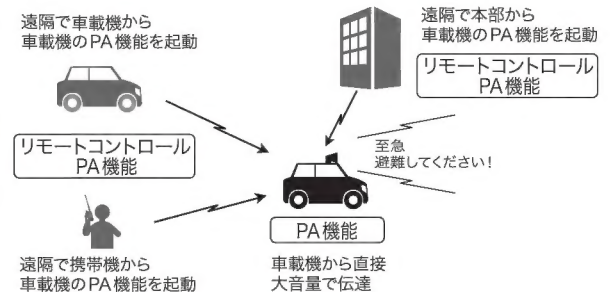 遠隔で車載機から
車載機のPA機能を起動
リモートコントロール
PA機能
遠隔で携帯機から
車載機のPA機能を起動
遠隔で本部から
車載機のPA機能を起動
リモートコントロール
PA機能
至急
避難してください！
PA機能
車載機から直接
大音量で伝達